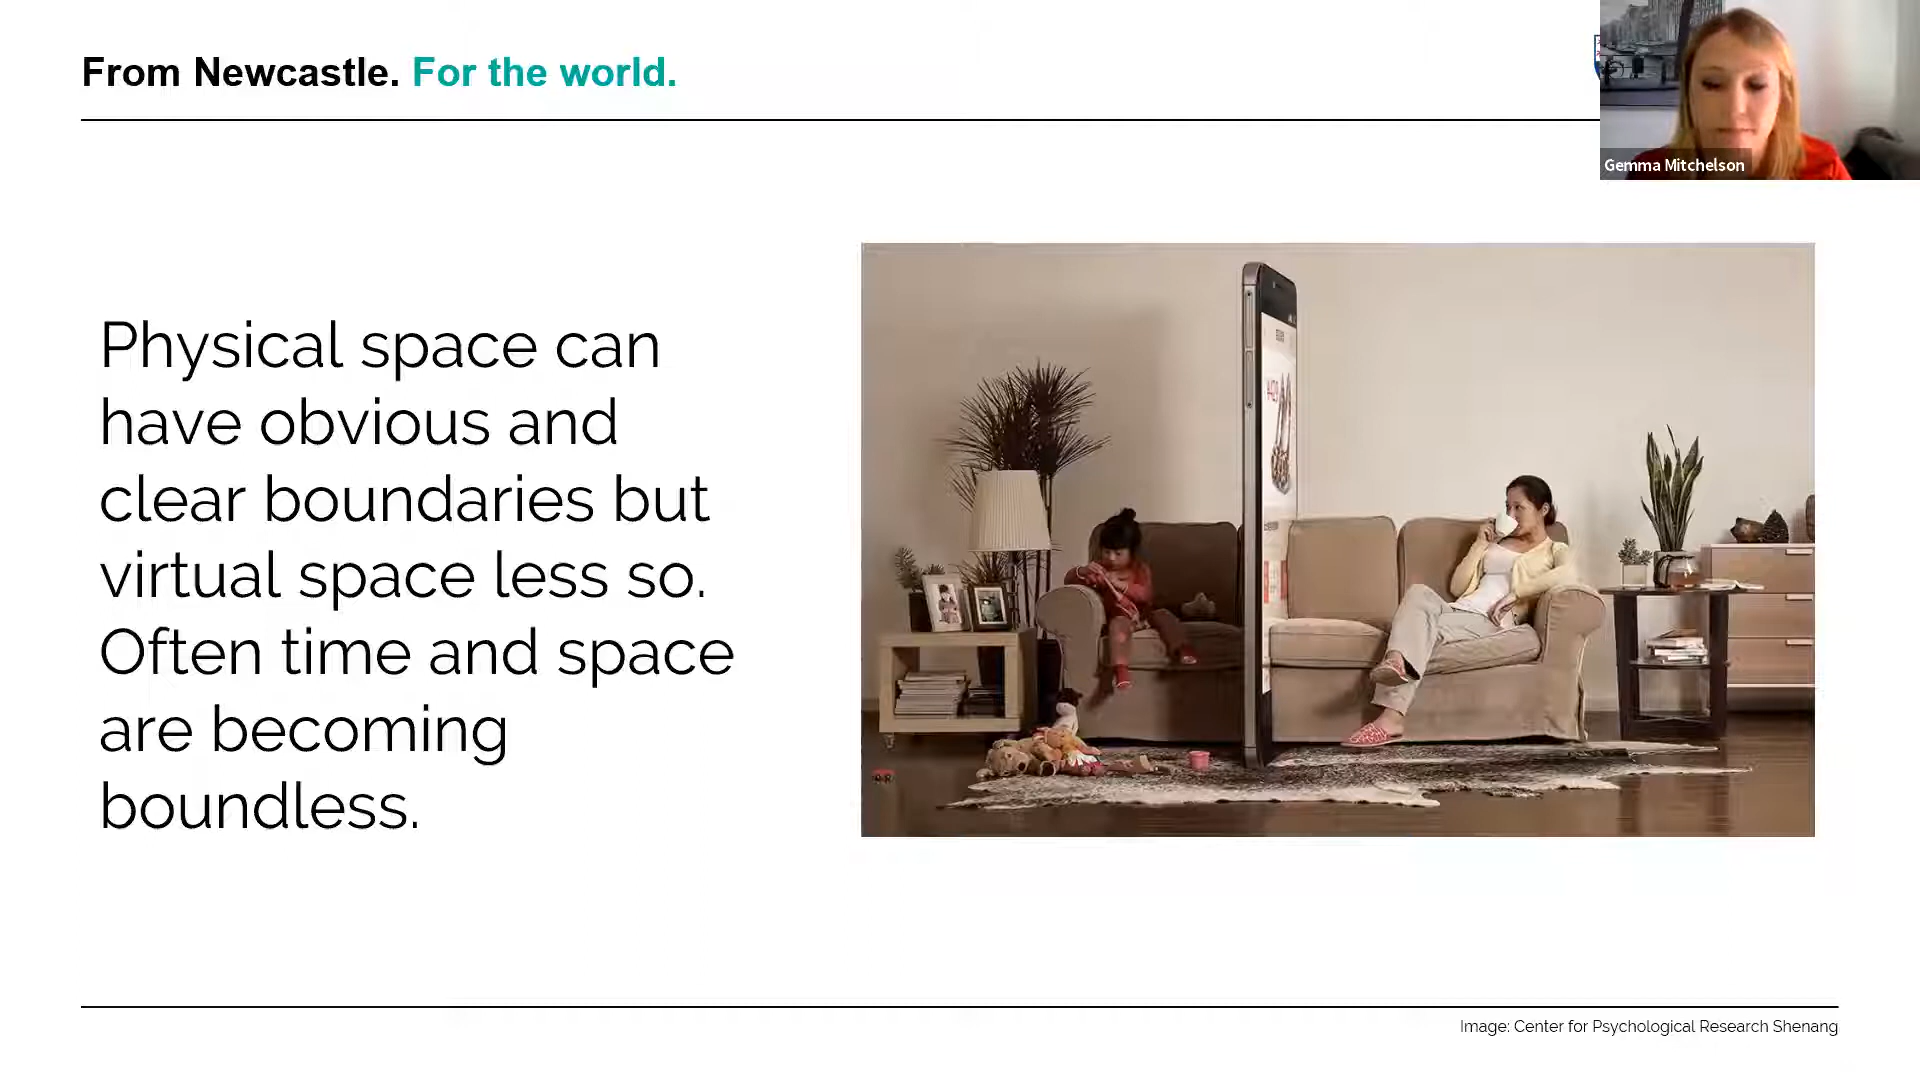 From Newcastle. For the world.
Gemma Mitchelson
Physical space can
have obvious and
clear boundaries but
virtual space less so.
Often time and space
are becoming
boundless.
Image: Center for Psychological Research Shenang